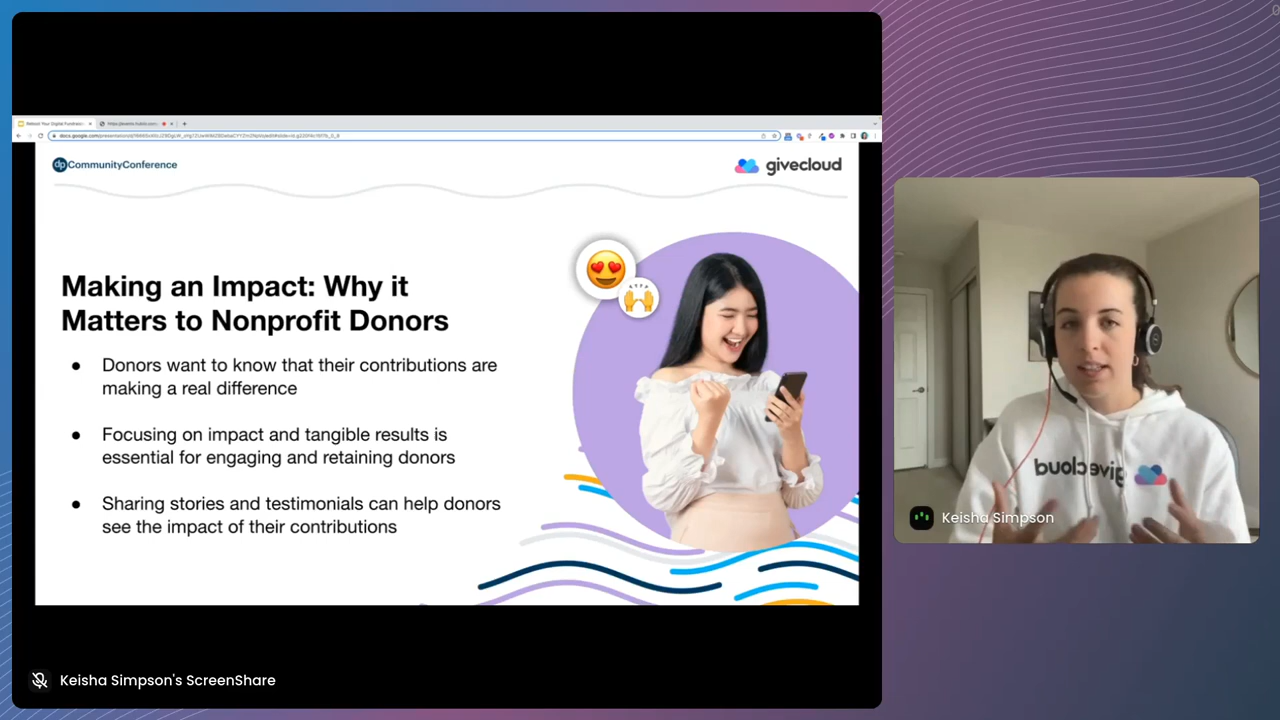 dp CommunityConference
givecloud
Making an Impact: Why it
Matters to Nonprofit Donors
● Donors want to know that their contributions are
making a real difference
● Focusing on impact and tangible results is
essential for engaging and retaining donors
● Sharing stories and testimonials can help donors
see the impact of their contributions
givecloud
Keisha Simpson
Keisha Simpson's ScreenShare